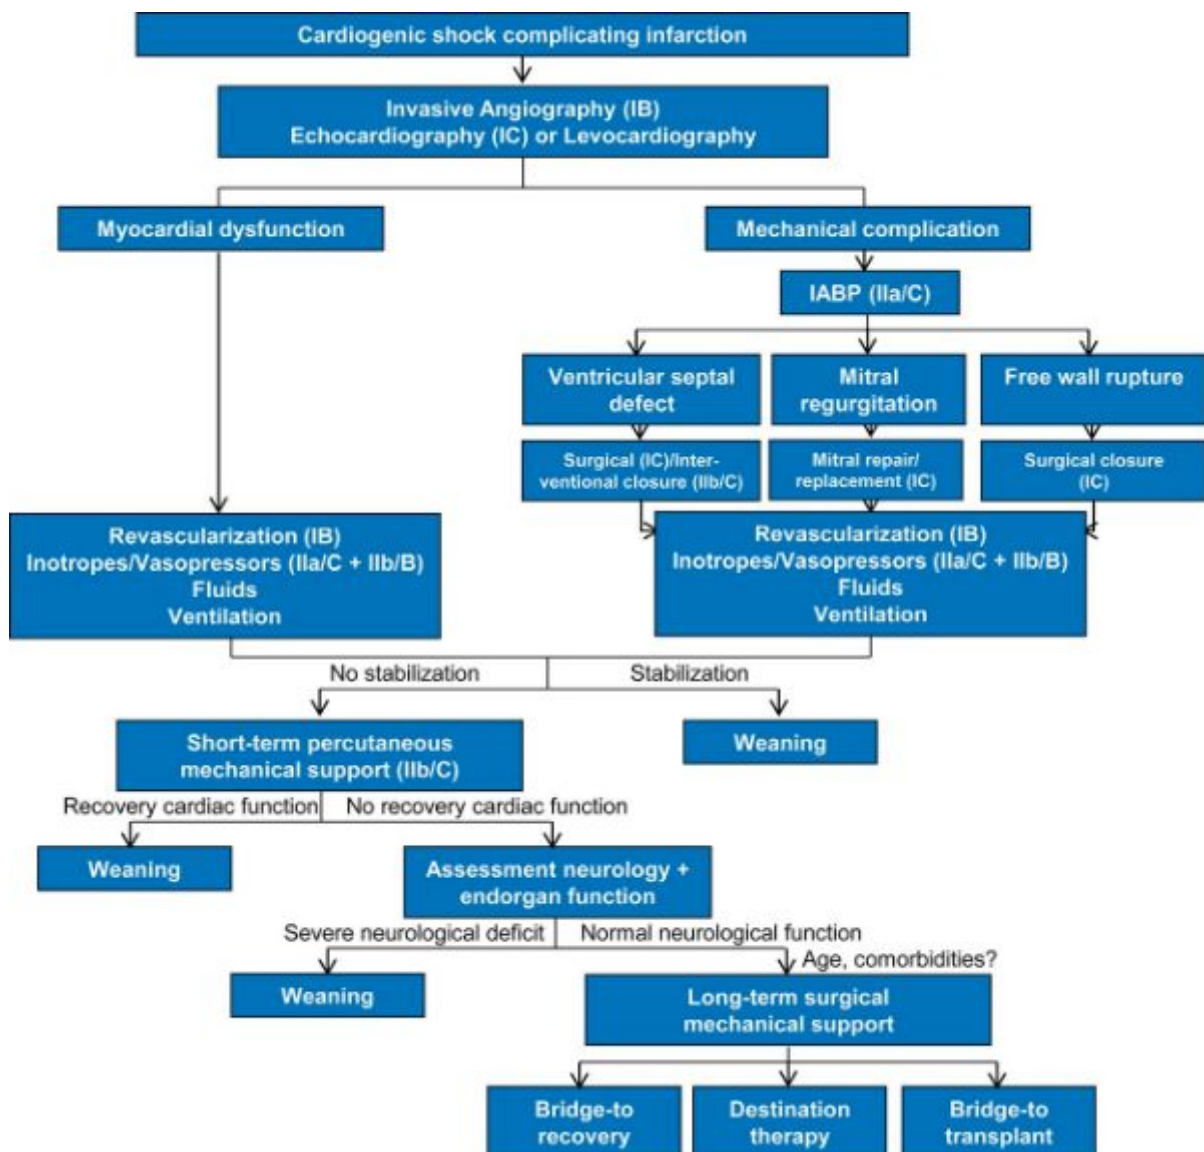 Cardiogenic shock complicating infarction
Invasive Angiography (IB)
Echocardiography (IC) or Levocardiography
Myocardial dysfunction
Mechanical complication
IABP (IIa/C)
Ventricular septal
defect
Mitral
regurgitation
Free wall rupture
Surgical (IC)/Inter-
ventional closure (IIb/C)
Mitral repair/
replacement (IC)
Surgical closure
(IC)
Revascularization (IB)
Inotropes/Vasopressors (IIa/C + IIb/B)
Fluids
Ventilation
Revascularization (IB)
Inotropes/Vasopressors (IIa/C + IIb/B)
Fluids
Ventilation
No stabilization
Stabilization
Short-term percutaneous
mechanical support (IIb/C)
Weaning
Recovery cardiac function
No recovery cardiac function
Weaning
Assessment neurology +
endorgan function
Severe neurological deficit
Normal neurological function
Age, comorbidities?
Weaning
Long-term surgical
mechanical support
Bridge-to
recovery
Destination
therapy
Bridge-to
transplant